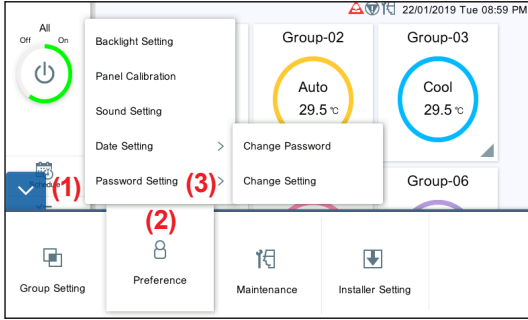 22/01/2019 Tue 08:59 PM
All
Off On
Backlight Setting
Panel Calibration
Sound Setting
Date Setting >
Password Setting (3) >
Change Password
Change Setting
Group-02
Auto
29.5 ℃
Group-03
Cool
29.5 ℃
Group-06
Schedule
(1)
(2)
Group Setting
Preference
Maintenance
Installer Setting